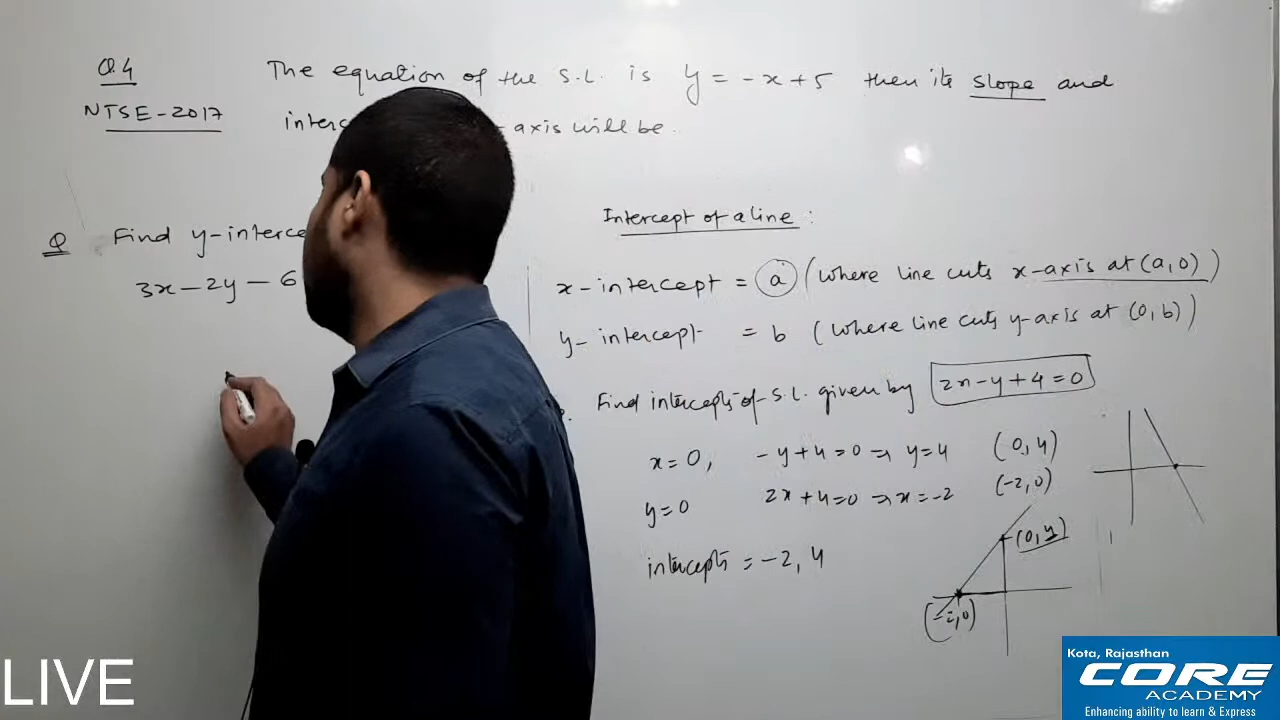 Q.4
NTSE-2017
The equation of the S.L. is y = -x+5 then its slope and
axis will be.
Q Find y-interce
3x - 2y - 6
Intercept of a line :
x-intercept = a (where line cuts x-axis at (a,0))
y-intercept = b (where line cuts y-axis at (0,b))
Find intercepts of S.L. given by 2x-y+4=0
x=0, -y+4=0 ⇒ y=4 (0,4)
y=0 2x+4=0 ⇒ x=-2 (-2,0)
intercepts = -2, 4
(0,4)
(-2,0)
LIVE
Kota, Rajasthan
CORE
ACADEMY
Enhancing ability to learn & Express